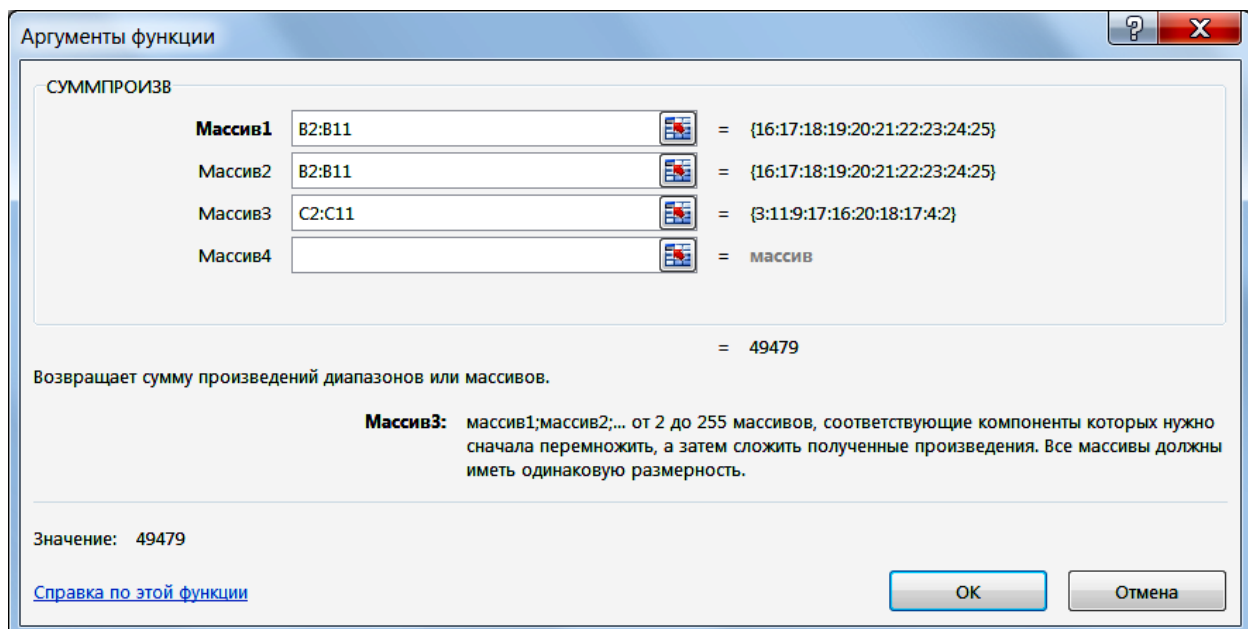 Аргументы функции
СУММПРОИЗВ
Массив1 B2:B11 = {16:17:18:19:20:21:22:23:24:25}
Массив2 B2:B11 = {16:17:18:19:20:21:22:23:24:25}
Массив3 C2:C11 = {3:11:9:17:16:20:18:17:4:2}
Массив4 = массив
= 49479
Возвращает сумму произведений диапазонов или массивов.
Массив3: массив1;массив2;... от 2 до 255 массивов, соответствующие компоненты которых нужно
сначала перемножить, а затем сложить полученные произведения. Все массивы должны
иметь одинаковую размерность.
Значение: 49479
Справка по этой функции ОК Отмена